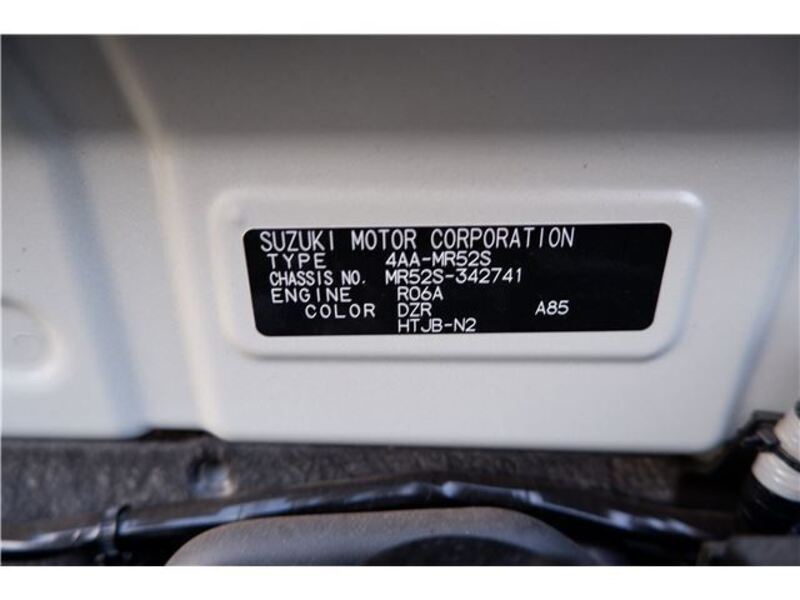 SUZUKI MOTOR CORPORATION
TYPE 4AA-MR52S
CHASSIS NO. MR52S-342741
ENGINE R06A
COLOR DZR A85
HTJB-N2